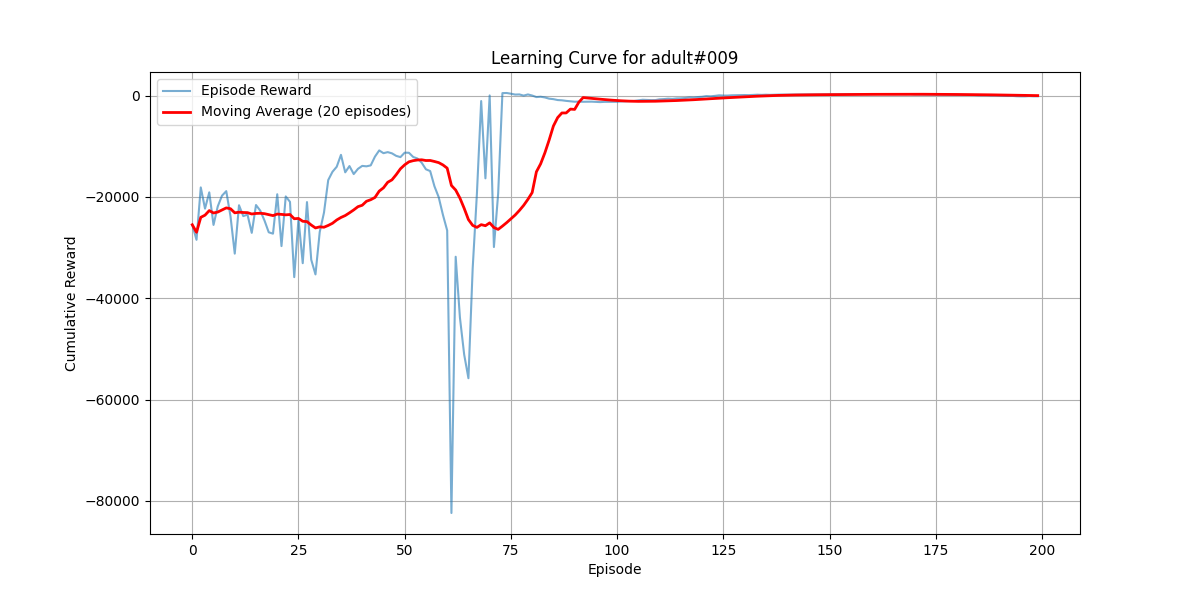 Learning Curve for adult#009
Episode Reward
Moving Average (20 episodes)
Cumulative Reward
0
−20000
−40000
−60000
−80000
0 25 50 75 100 125 150 175 200
Episode